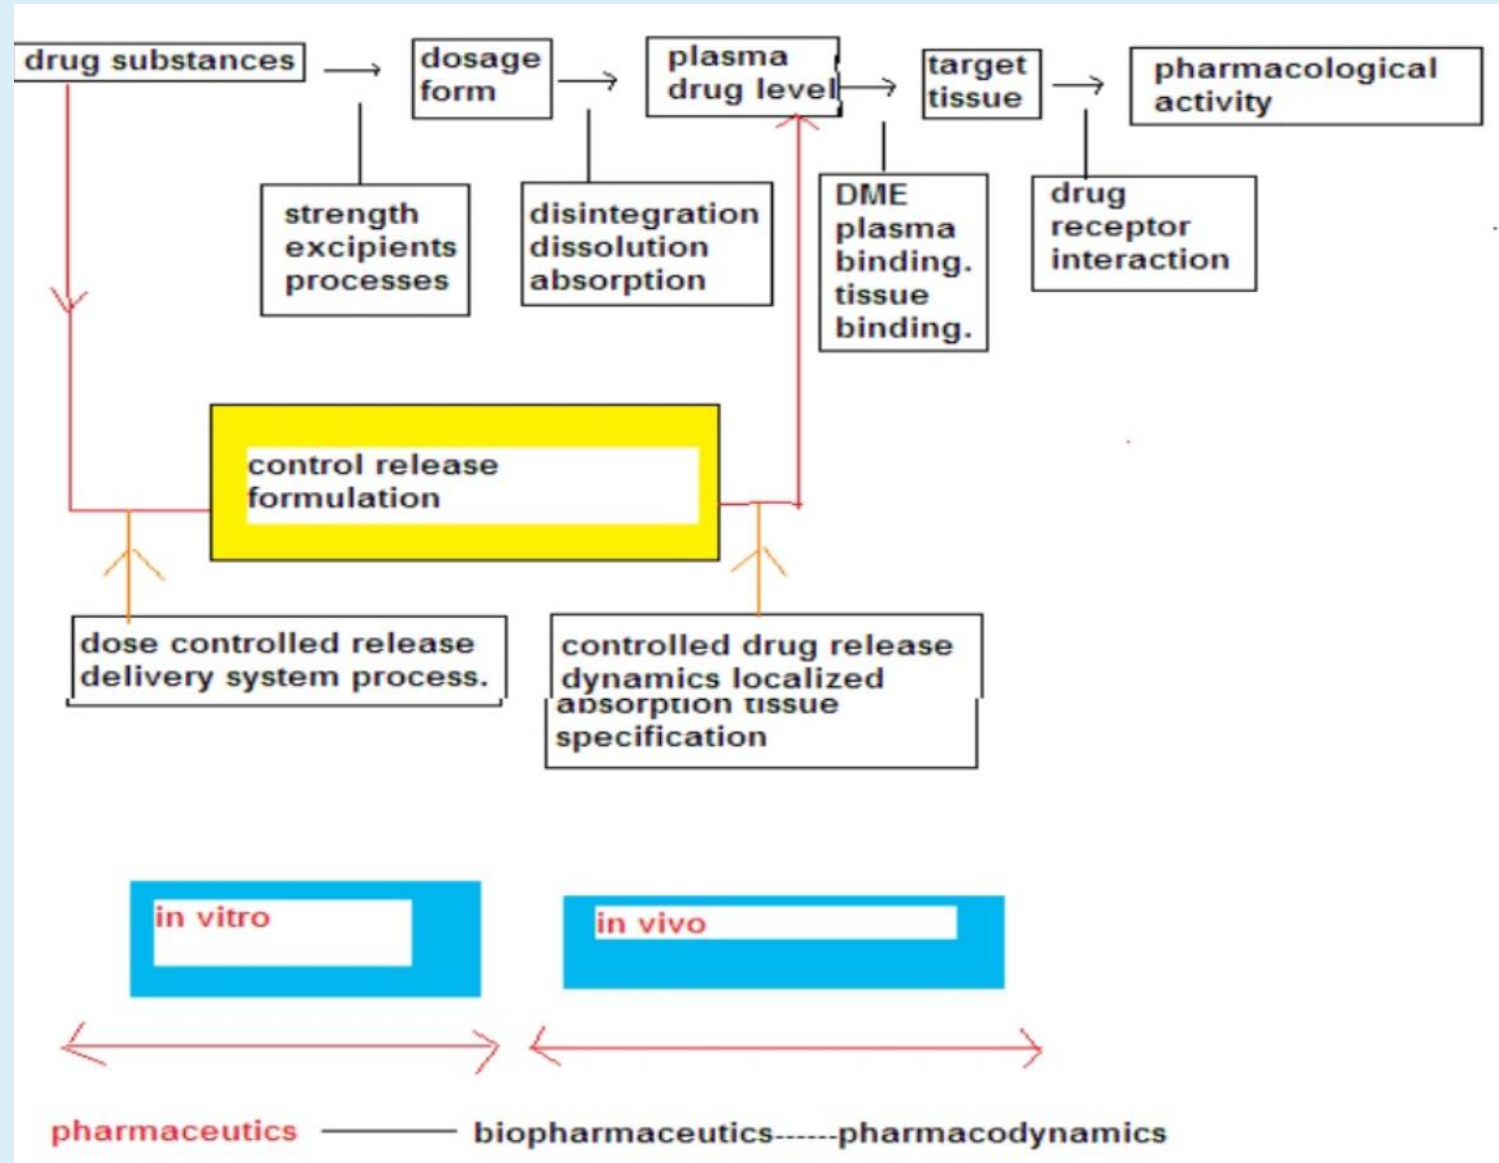 drug substances
dosage
form
plasma
drug level
target
tissue
pharmacological
activity
strength
excipients
processes
disintegration
dissolution
absorption
DME
plasma
binding.
tissue
binding.
drug
receptor
interaction
control release
formulation
dose controlled release
delivery system process.
controlled drug release
dynamics localized
absorption tissue
specification
in vitro
in vivo
pharmaceutics
biopharmaceutics------pharmacodynamics